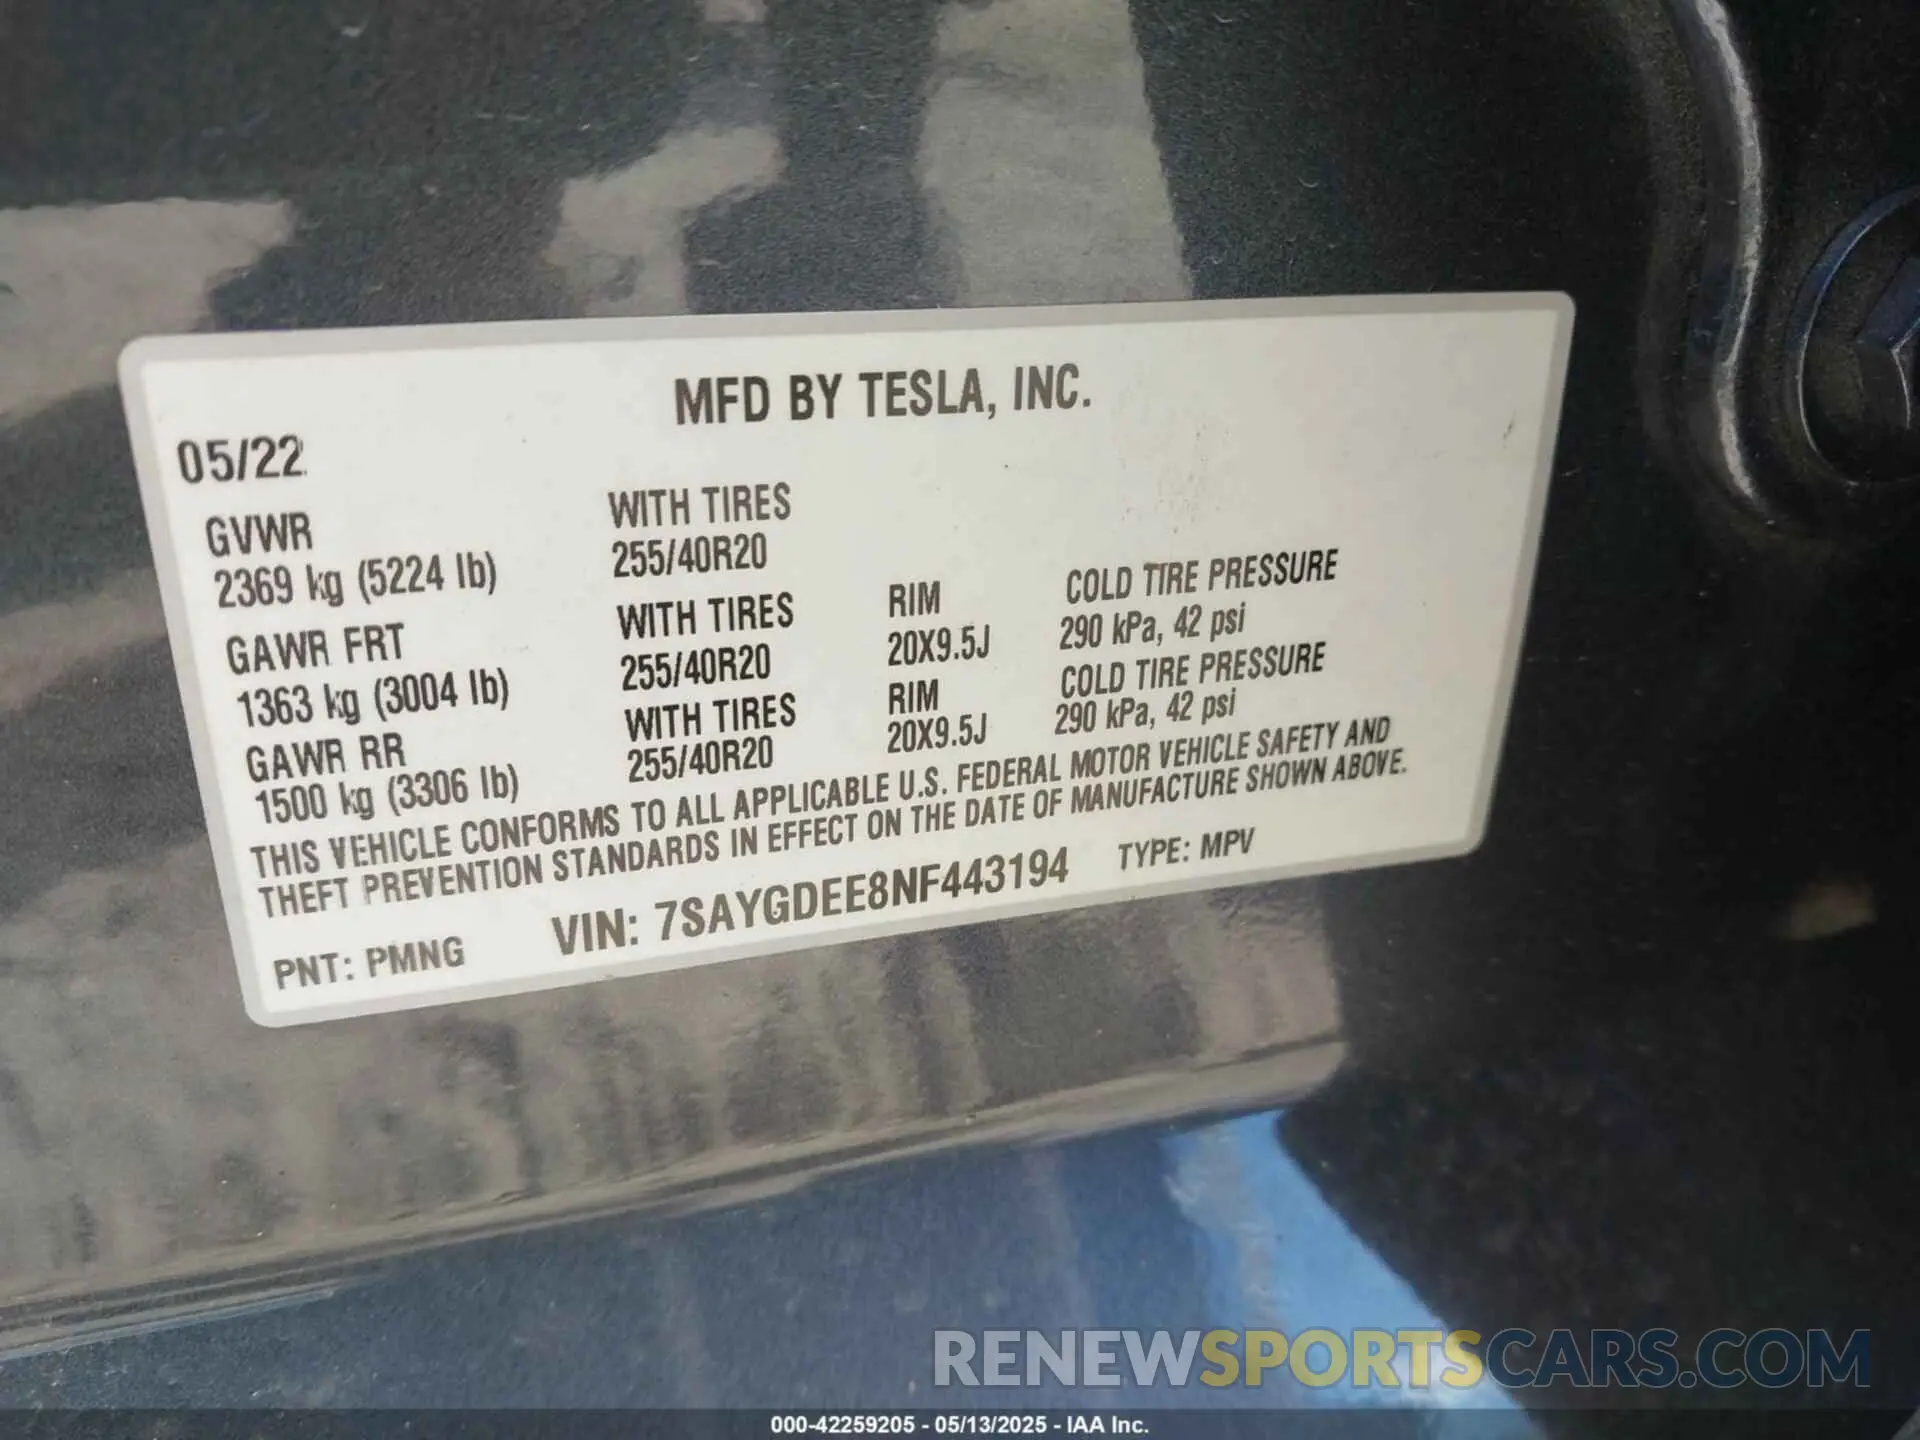 MFD BY TESLA, INC.
05/22
GVWR
2369 kg (5224 lb)
WITH TIRES
255/40R20
GAWR FRT
1363 kg (3004 lb)
WITH TIRES
255/40R20
RIM
20X9.5J
COLD TIRE PRESSURE
290 kPa, 42 psi
GAWR RR
1500 kg (3306 lb)
WITH TIRES
255/40R20
RIM
20X9.5J
COLD TIRE PRESSURE
290 kPa, 42 psi
THIS VEHICLE CONFORMS TO ALL APPLICABLE U.S. FEDERAL MOTOR VEHICLE SAFETY AND
THEFT PREVENTION STANDARDS IN EFFECT ON THE DATE OF MANUFACTURE SHOWN ABOVE.
PNT: PMNG
VIN: 7SAYGDEE8NF443194
TYPE: MPV
RENEWSPORTSCARS.COM
000-42259205 - 05/13/2025 - IAA Inc.